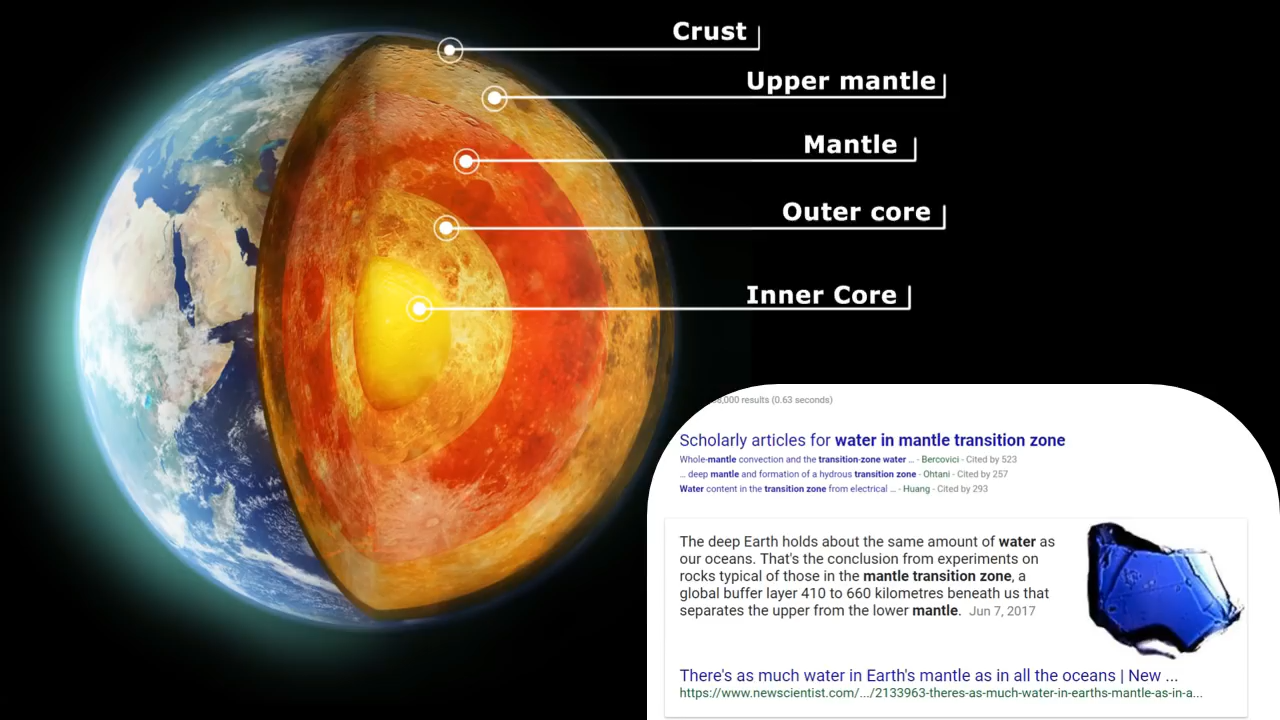 Crust
Upper mantle
Mantle
Outer core
Inner Core
,000 results (0.63 seconds)
Scholarly articles for water in mantle transition zone
Whole-mantle convection and the transition-zone water ... - Bercovici - Cited by 523
... deep mantle and formation of a hydrous transition zone - Ohtani - Cited by 257
Water content in the transition zone from electrical ... - Huang - Cited by 293
The deep Earth holds about the same amount of water as
our oceans. That's the conclusion from experiments on
rocks typical of those in the mantle transition zone, a
global buffer layer 410 to 660 kilometres beneath us that
separates the upper from the lower mantle. Jun 7, 2017
There's as much water in Earth's mantle as in all the oceans | New ...
https://www.newscientist.com/.../2133963-theres-as-much-water-in-earths-mantle-as-in-a...